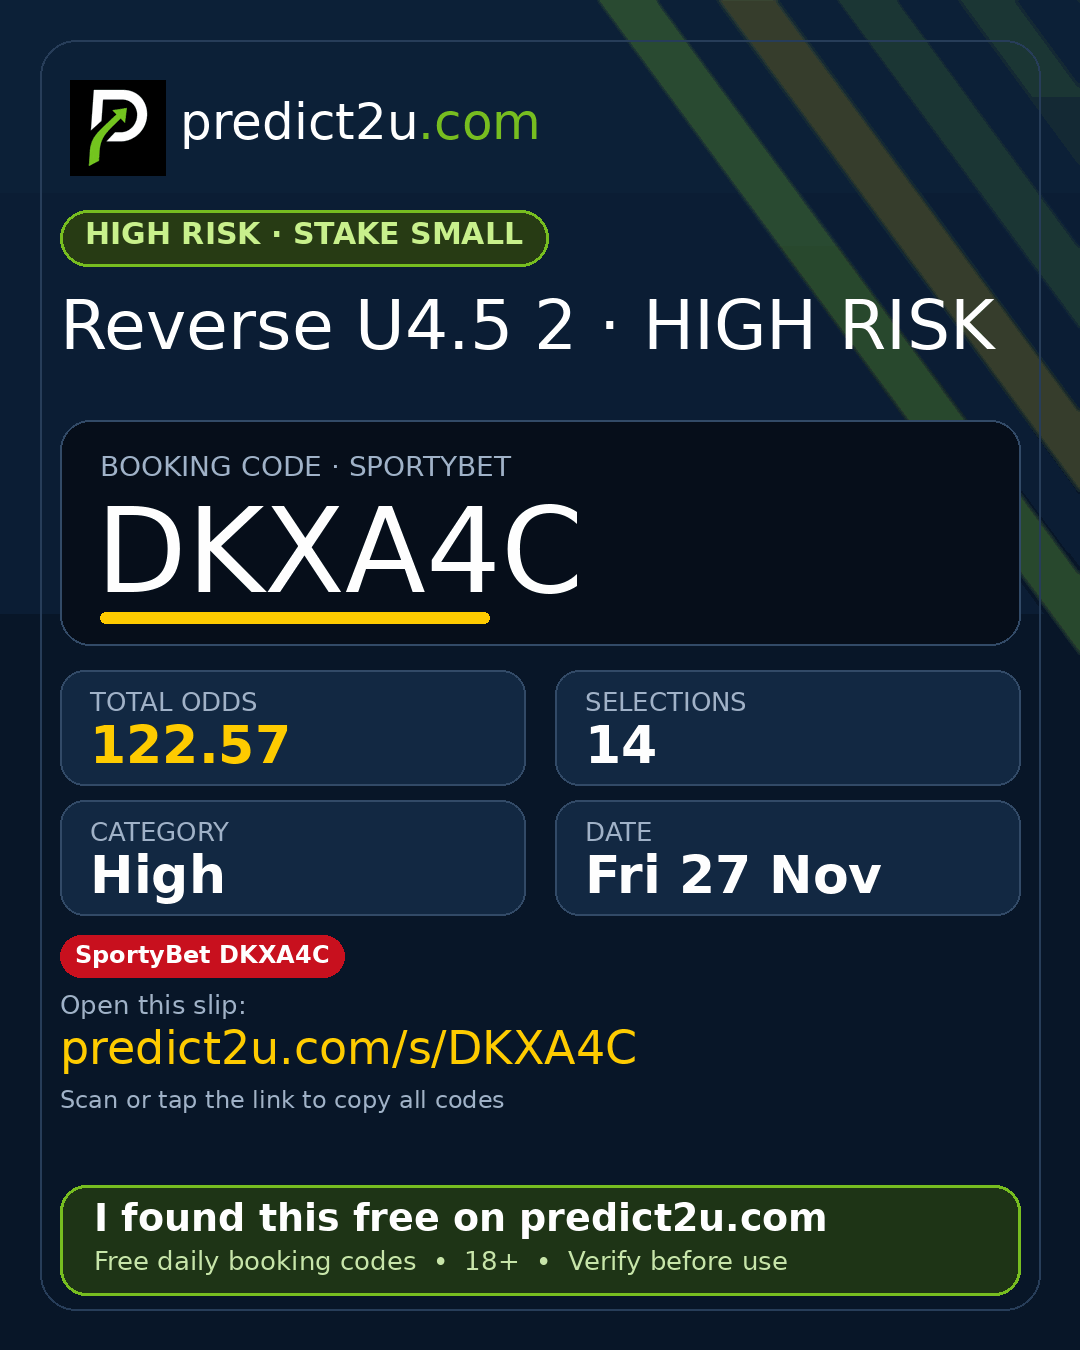 predict2u.com
HIGH RISK · STAKE SMALL
Reverse U4.5 2 · HIGH RISK
BOOKING CODE · SPORTYBET
DKXA4C
TOTAL ODDS
122.57
SELECTIONS
14
CATEGORY
High
DATE
Fri 27 Nov
SportyBet DKXA4C
Open this slip:
predict2u.com/s/DKXA4C
Scan or tap the link to copy all codes
I found this free on predict2u.com
Free daily booking codes • 18+ • Verify before use